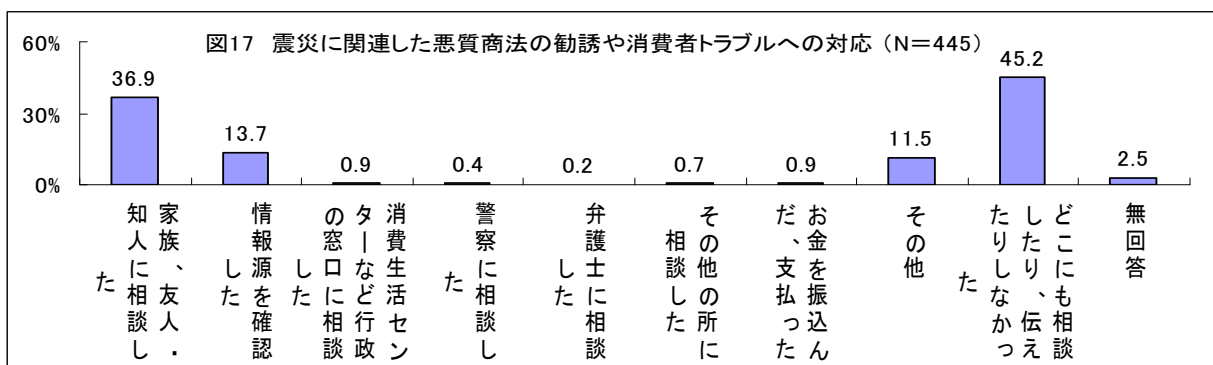 図17 震災に関連した悪質商法の勧誘や消費者トラブルへの対応(N=445)
60%
30%
0%
36.9
13.7
0.9
0.4
0.2
0.7
0.9
11.5
45.2
2.5
家族、友人・
知人に相談し
た
情報源を確認
した
消費生活セン
ターなど行政
の窓口に相談
した
警察に相談し
た
弁護士に相談
した
その他の所に
相談した
お金を振込ん
だ、支払った
その他
どこにも相談
したり、伝え
たりしなかっ
た
無回答